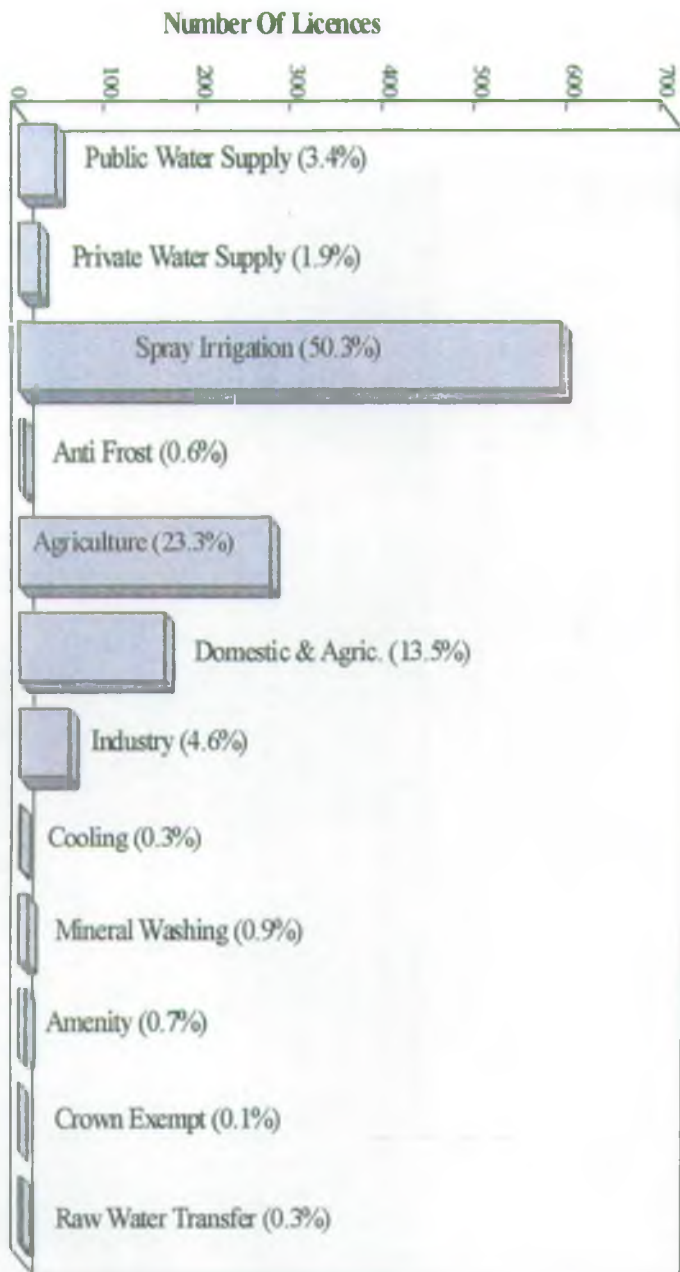 Number Of Licences
0 100 200 300 400 500 600 700
Public Water Supply (3.4%)
Private Water Supply (1.9%)
Spray Irrigation (50.3%)
Anti Frost (0.6%)
Agriculture (23.3%)
Domestic & Agric. (13.5%)
Industry (4.6%)
Cooling (0.3%)
Mineral Washing (0.9%)
Amenity (0.7%)
Crown Exempt (0.1%)
Raw Water Transfer (0.3%)